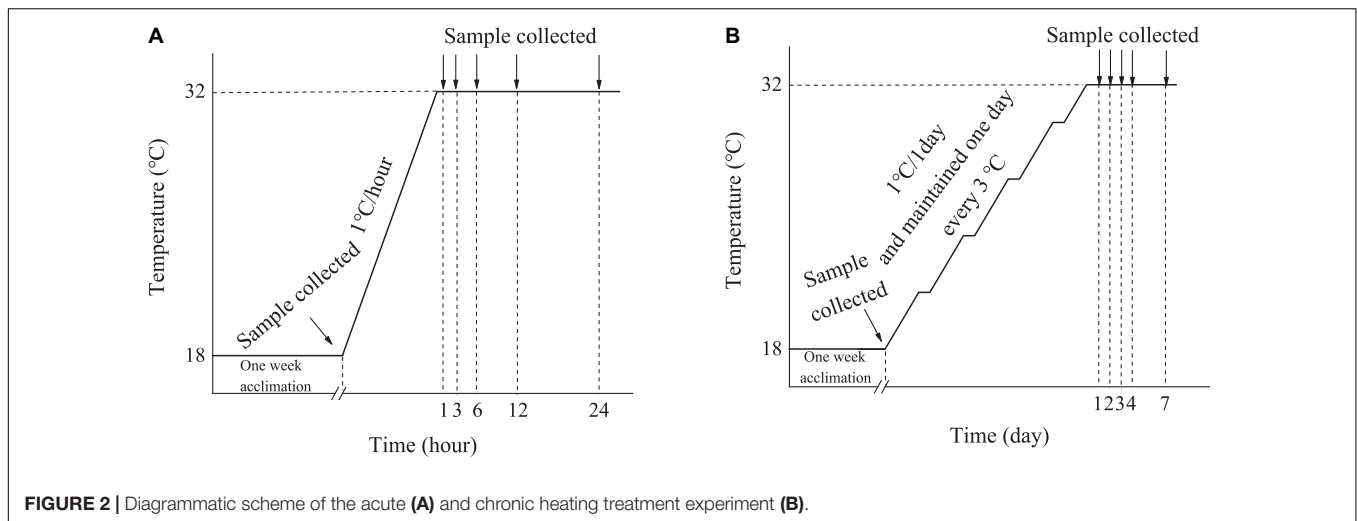 A
Sample collected
32
Temperature (°C)
Sample collected
1°C/hour
18
One week
acclimation
1 3 6 12 24
Time (hour)
B
Sample collected
32
Temperature (°C)
1°C/1day
and maintained one day
every 3 °C
Sample
collected
18
One week
acclimation
1 2 3 4 7
Time (day)
FIGURE 2 | Diagrammatic scheme of the acute (A) and chronic heating treatment experiment (B).